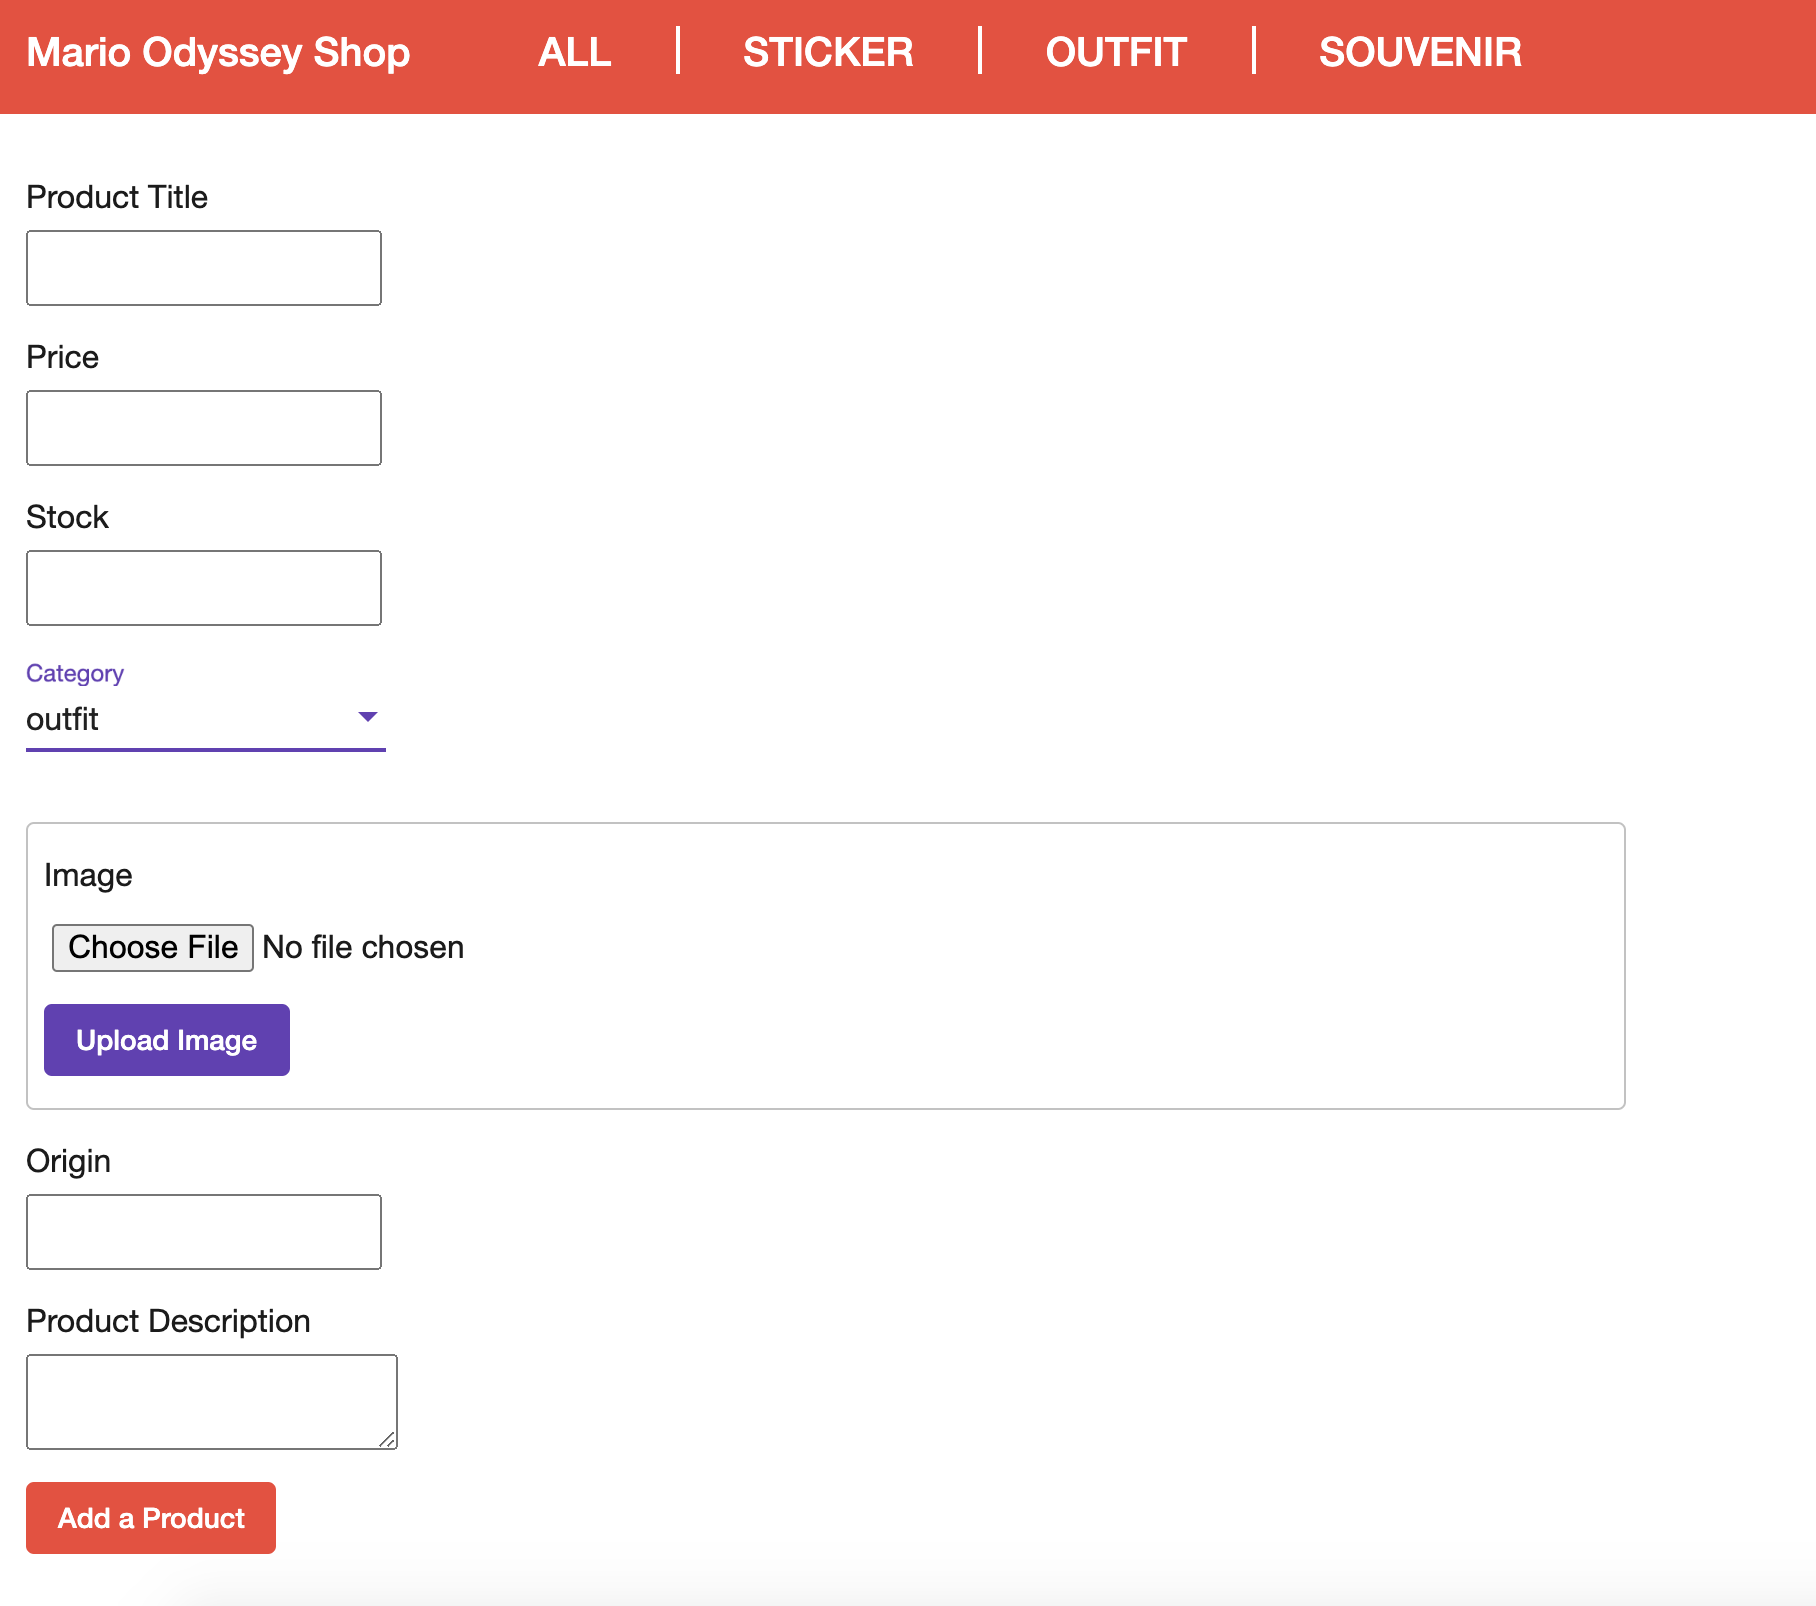 Mario Odyssey Shop ALL STICKER OUTFIT SOUVENIR
Product Title
Price
Stock
Category
outfit
Image
Choose File No file chosen
Upload Image
Origin
Product Description
Add a Product